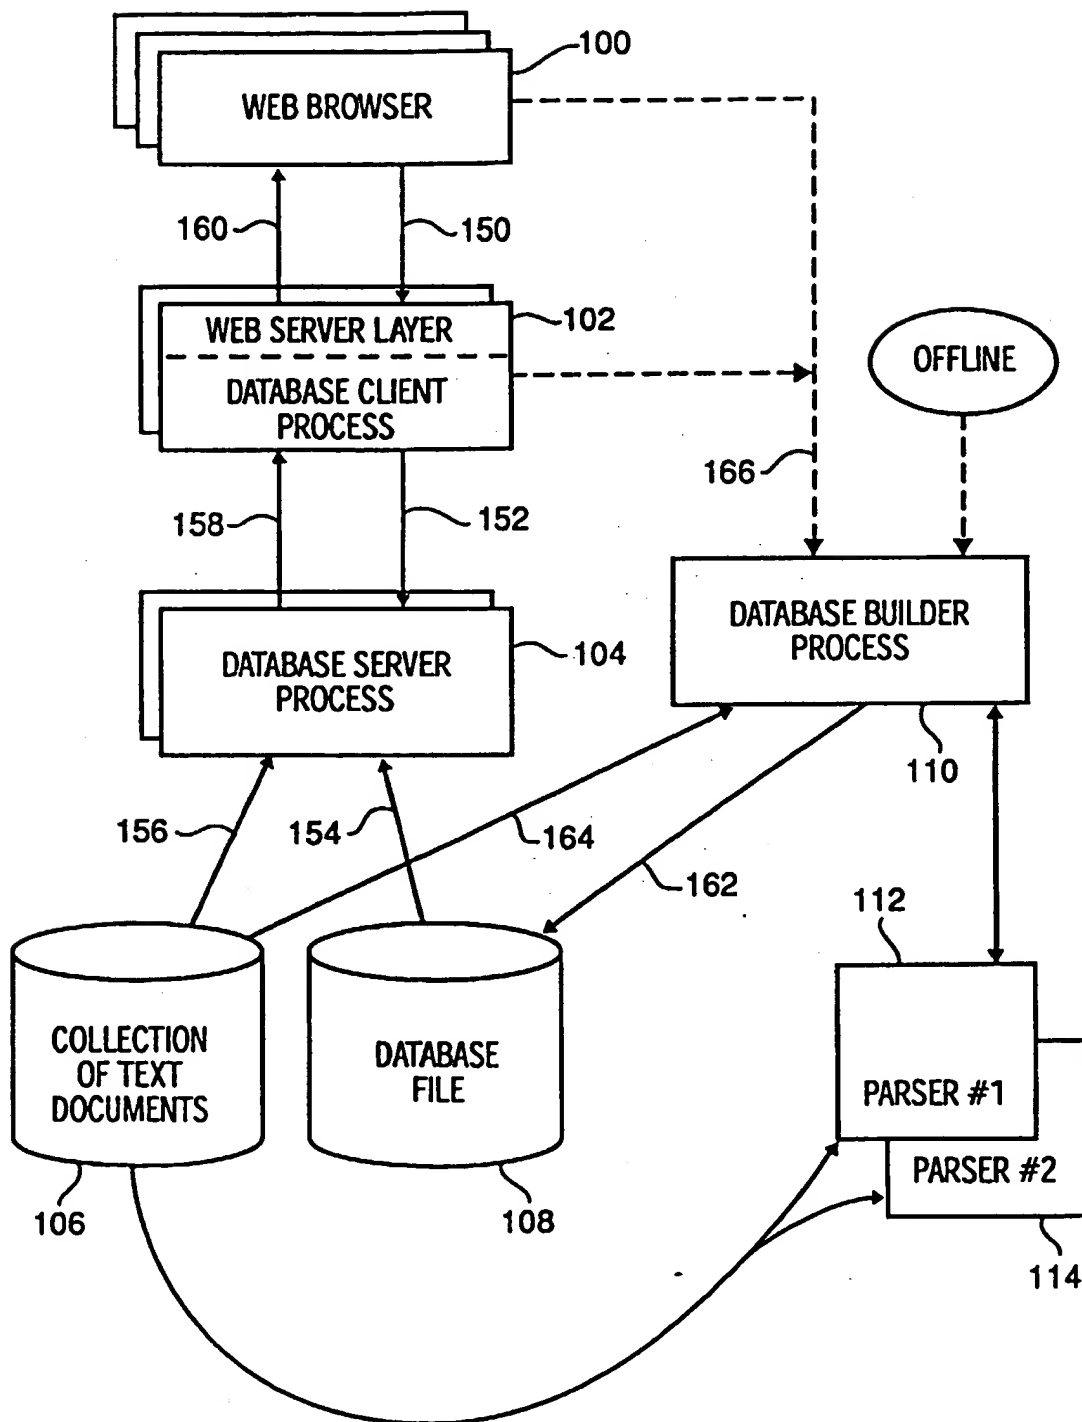 100
WEB BROWSER
160
150
WEB SERVER LAYER
102
DATABASE CLIENT
PROCESS
OFFLINE
166
158
152
DATABASE SERVER
PROCESS
104
DATABASE BUILDER
PROCESS
110
156
154
164
162
112
COLLECTION
OF TEXT
DOCUMENTS
DATABASE
FILE
PARSER #1
PARSER #2
106
108
114